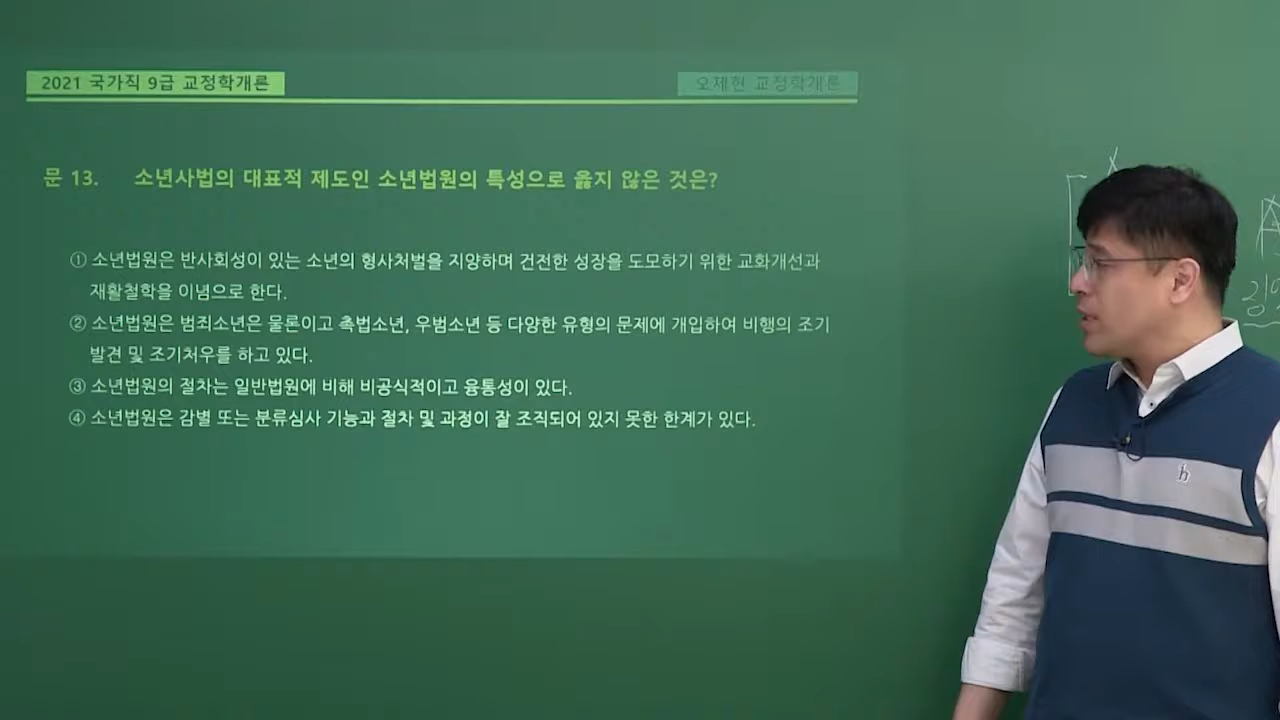 2021 국가직 9급 교정학개론
오제현 교정학개론
문 13. 소년사법의 대표적 제도인 소년법원의 특성으로 옳지 않은 것은?
① 소년법원은 반사회성이 있는 소년의 형사처벌을 지양하며 건전한 성장을 도모하기 위한 교화개선과
재활철학을 이념으로 한다.
② 소년법원은 범죄소년은 물론이고 촉법소년, 우범소년 등 다양한 유형의 문제에 개입하여 비행의 조기
발견 및 조기처우를 하고 있다.
③ 소년법원의 절차는 일반법원에 비해 비공식적이고 융통성이 있다.
④ 소년법원은 감별 또는 분류심사 기능과 절차 및 과정이 잘 조직되어 있지 못한 한계가 있다.
h